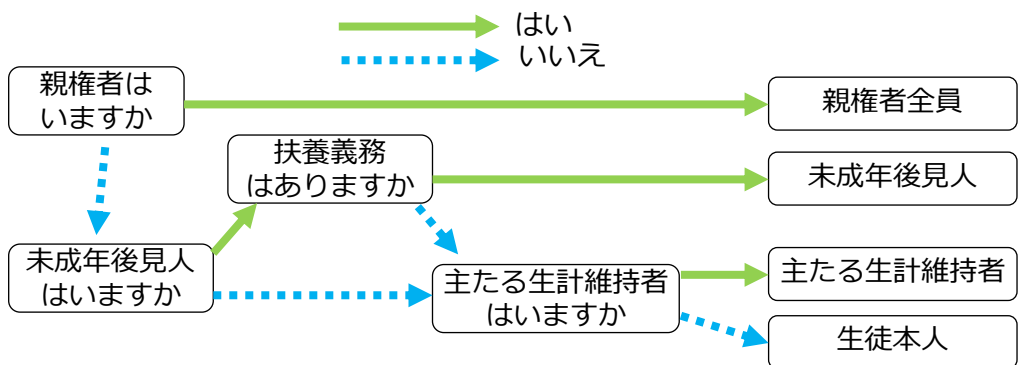 はい
いいえ
親権者は
いますか
親権者全員
扶養義務
はありますか
未成年後見人
未成年後見人
はいますか
主たる生計維持者
はいますか
主たる生計維持者
生徒本人